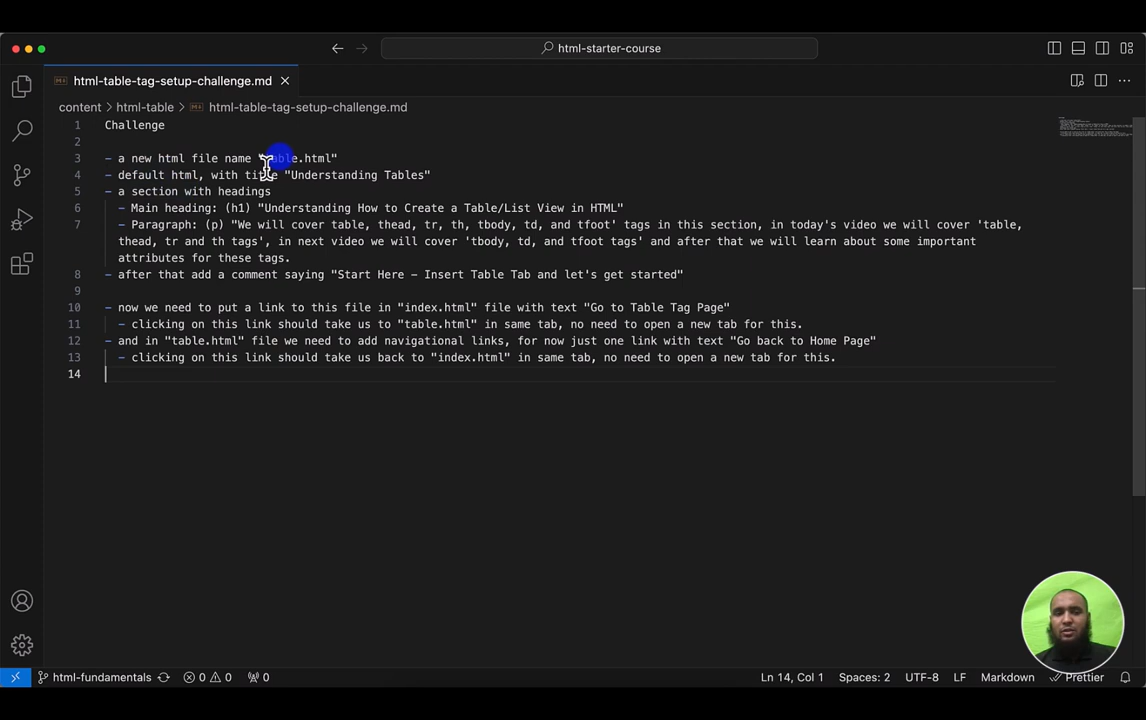 html-starter-course
html-table-tag-setup-challenge.md
content > html-table > html-table-tag-setup-challenge.md
1 Challenge
2
3 - a new html file name "table.html"
4 - default html, with title "Understanding Tables"
5 - a section with headings
6 - Main heading: (h1) "Understanding How to Create a Table/List View in HTML"
7 - Paragraph: (p) "We will cover table, thead, tr, th, tbody, td, and tfoot' tags in this section, in today's video we will cover 'table,
thead, tr and th tags', in next video we will cover 'tbody, td, and tfoot tags' and after that we will learn about some important
attributes for these tags.
8 - after that add a comment saying "Start Here - Insert Table Tab and let's get started"
9
10 - now we need to put a link to this file in "index.html" file with text "Go to Table Tag Page"
11 - clicking on this link should take us to "table.html" in same tab, no need to open a new tab for this.
12 - and in "table.html" file we need to add navigational links, for now just one link with text "Go back to Home Page"
13 - clicking on this link should take us back to "index.html" in same tab, no need to open a new tab for this.
14
html-fundamentals 0 0 0 Ln 14, Col 1 Spaces: 2 UTF-8 LF Markdown Prettier